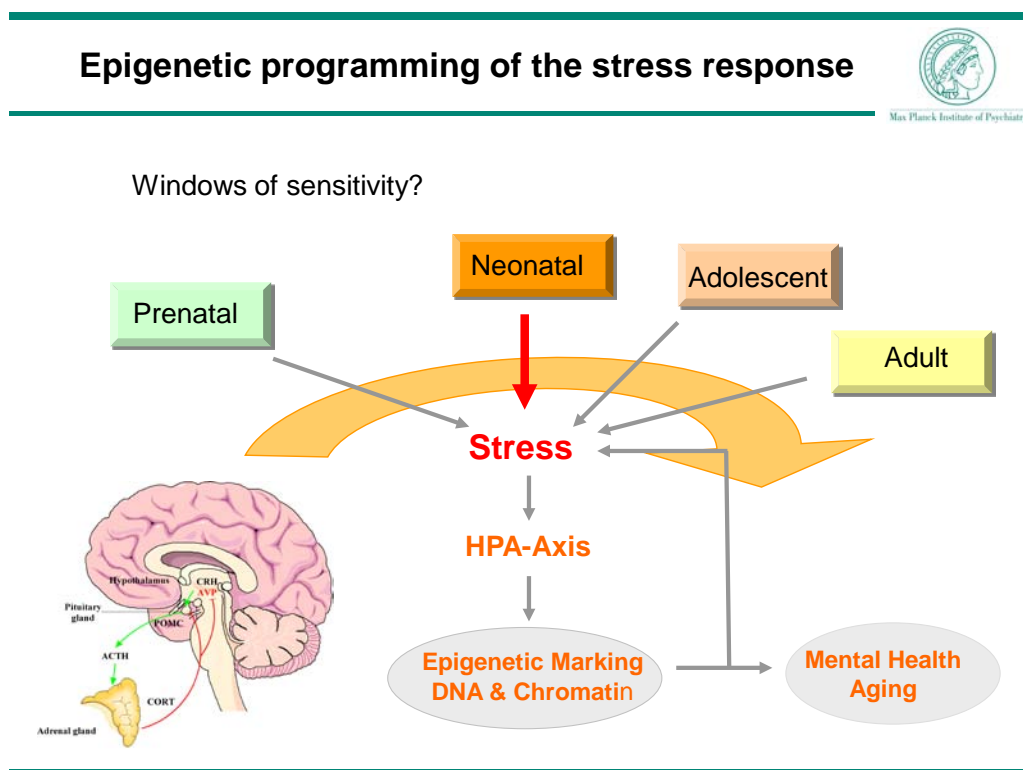 Epigenetic programming of the stress response
Max Planck Institute of Psychiatr
Windows of sensitivity?
Neonatal
Adolescent
Prenatal
Adult
Stress
HPA-Axis
Hypothalamus
CRH
AVP
Pituitary
gland
POMC
ACTH
CORT
Adrenal gland
Epigenetic Marking
DNA & Chromatin
Mental Health
Aging